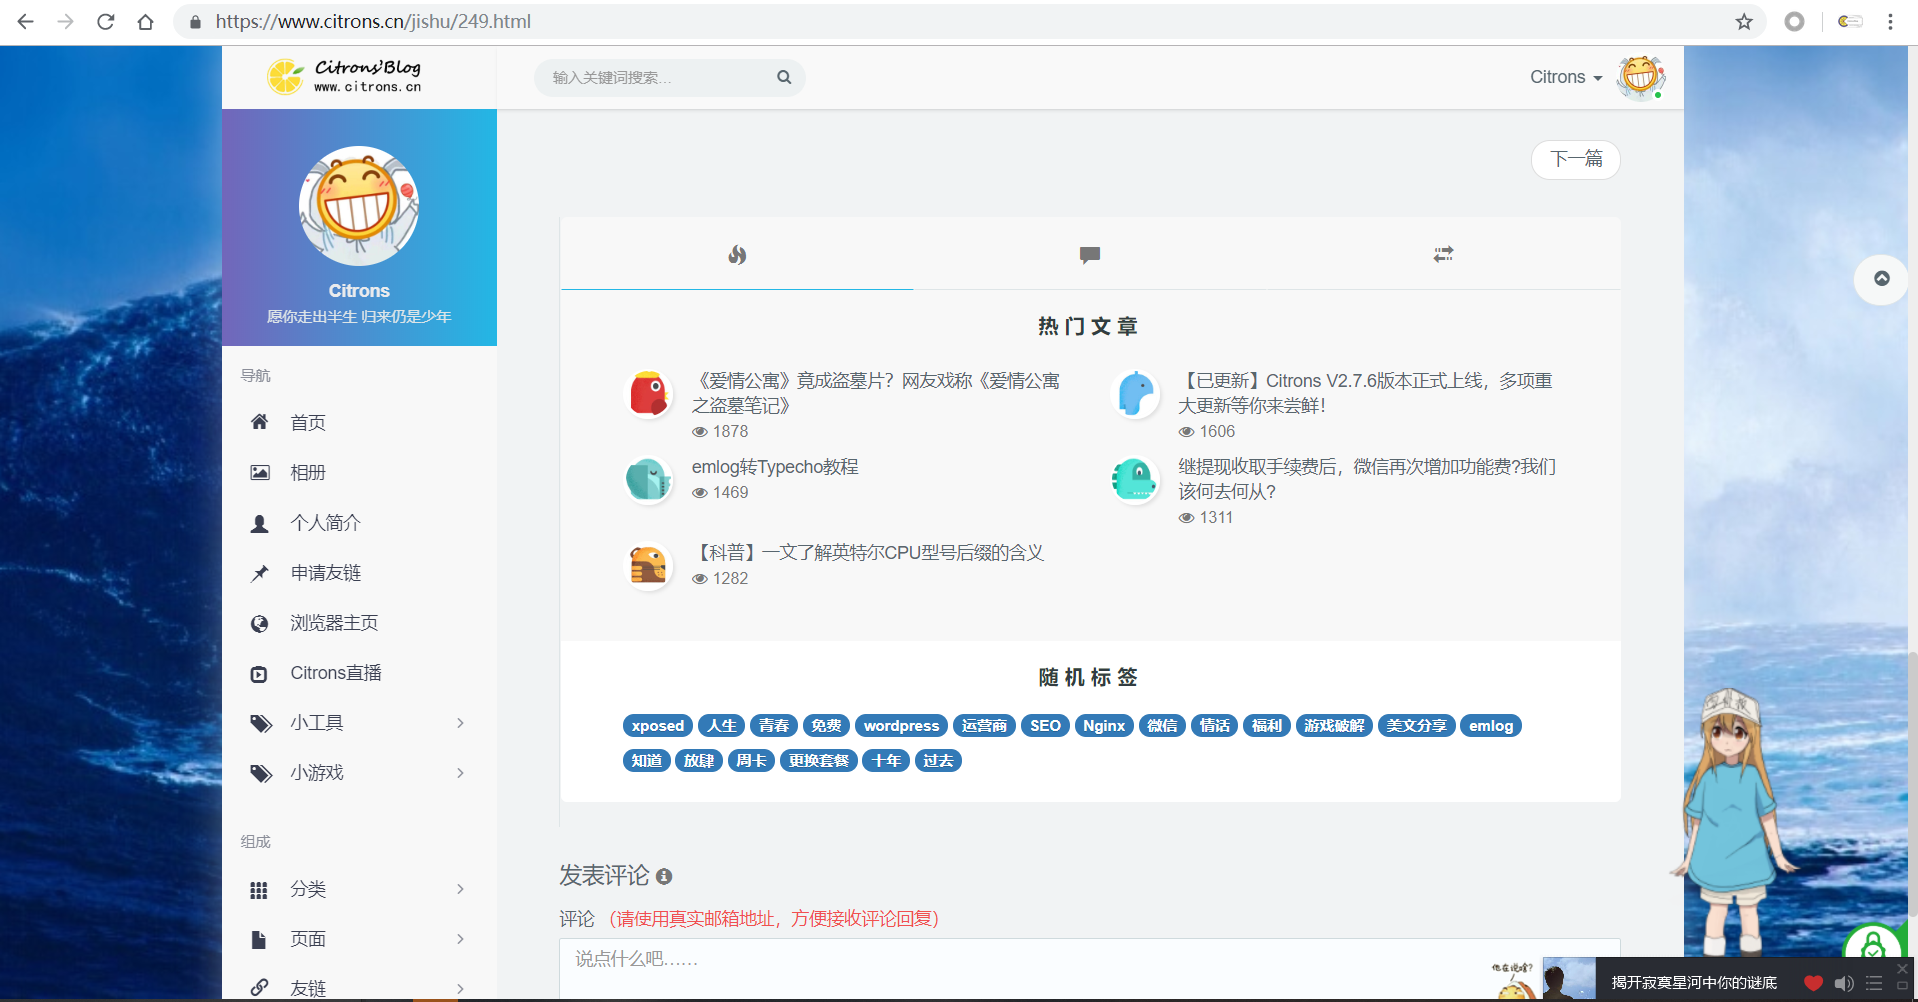 https://www.citrons.cn/jishu/249.html
Citrons'Blog
www.citrons.cn
输入关键词搜索...
Citrons
下一篇
Citrons
愿你走出半生 归来仍是少年
导航
首页
相册
个人简介
申请友链
浏览器主页
Citrons直播
小工具
小游戏
组成
分类
页面
友链
热门文章
《爱情公寓》竟成盗墓片？网友戏称《爱情公寓
之盗墓笔记》
1878
【已更新】Citrons V2.7.6版本正式上线，多项重
大更新等你来尝鲜！
1606
emlog转Typecho教程
1469
继提现收取手续费后，微信再次增加功能费?我们
该何去何从?
1311
【科普】一文了解英特尔CPU型号后缀的含义
1282
随机标签
xposed 人生 青春 免费 wordpress 运营商 SEO Nginx 微信 情话 福利 游戏破解 美文分享 emlog
知道 放肆 周卡 更换套餐 十年 过去
发表评论
评论 （请使用真实邮箱地址，方便接收评论回复）
说点什么吧……
他在说啥?
揭开寂寞星河中你的谜底